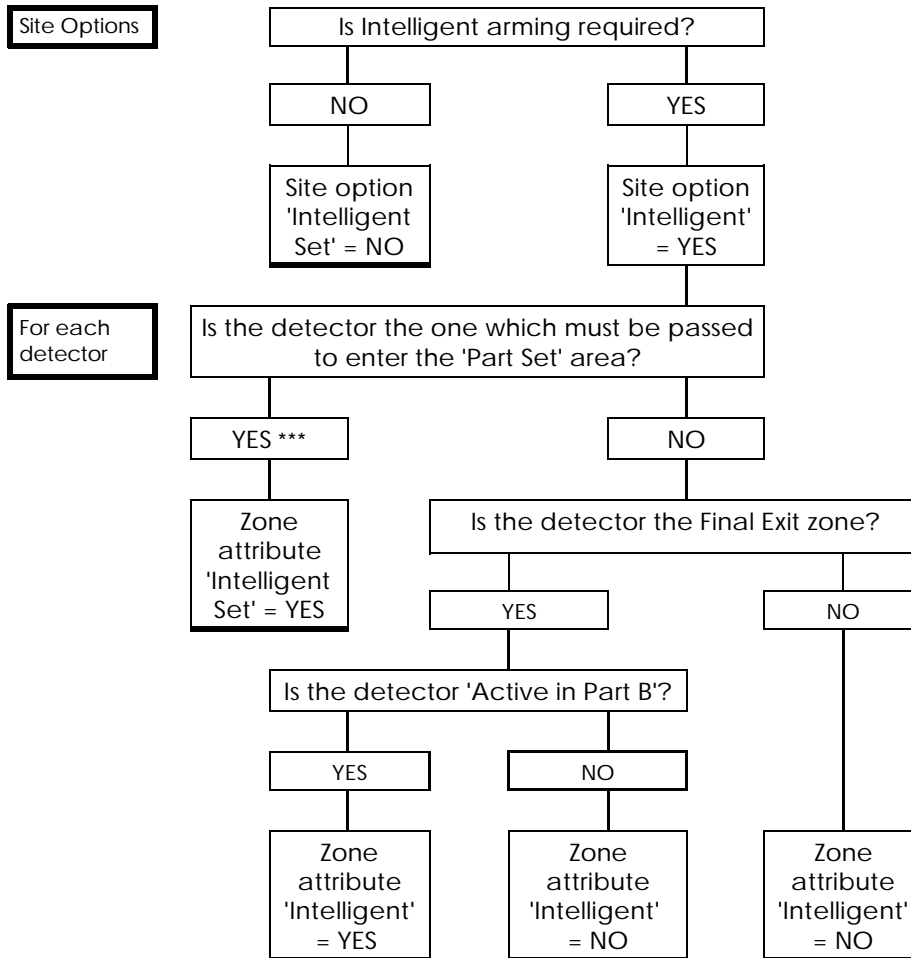 Site Options
Is Intelligent arming required?
NO
YES
Site option
'Intelligent
Set' = NO
Site option
'Intelligent'
= YES
For each
detector
Is the detector the one which must be passed
to enter the 'Part Set' area?
YES ***
NO
Zone
attribute
'Intelligent
Set' = YES
Is the detector the Final Exit zone?
YES
NO
Is the detector 'Active in Part B'?
YES
NO
Zone
attribute
'Intelligent'
= YES
Zone
attribute
'Intelligent'
= NO
Zone
attribute
'Intelligent'
= NO